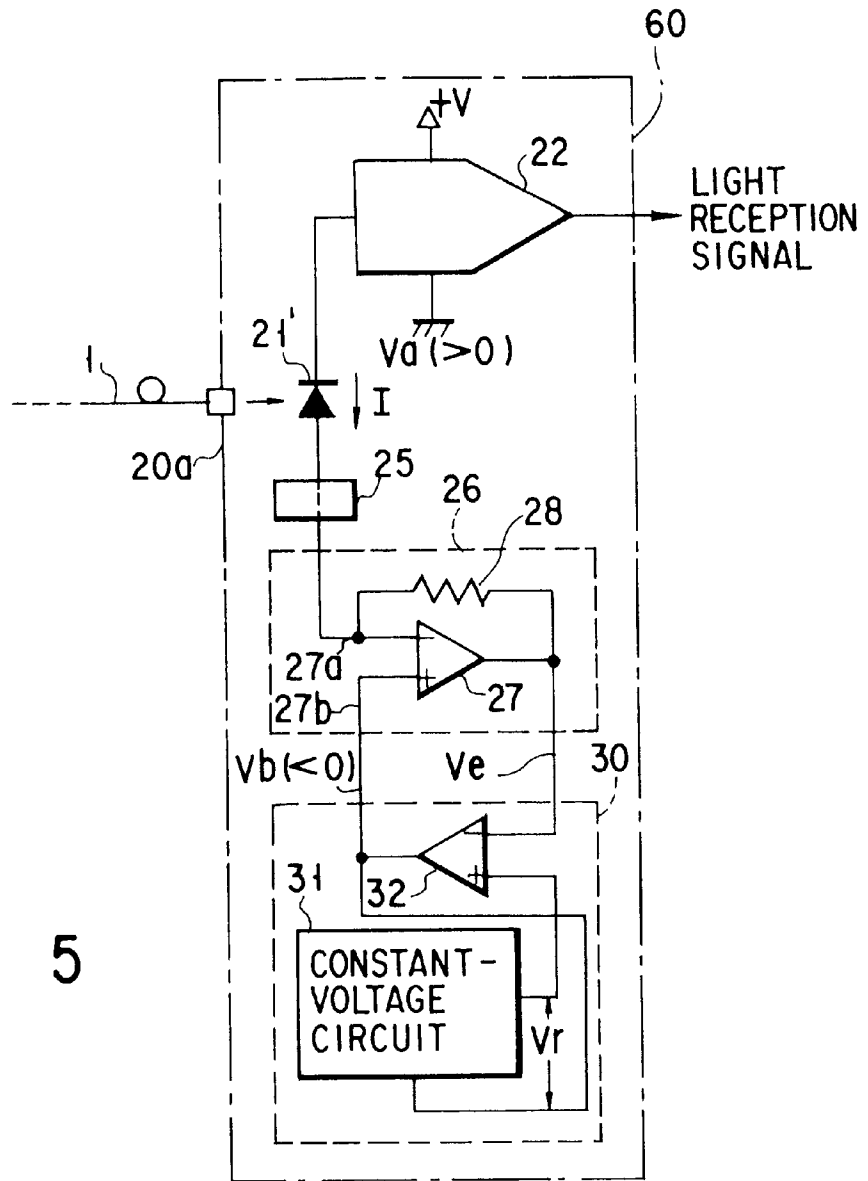 60
+V
22
LIGHT
RECEPTION
SIGNAL
Va (>0)
21'
1
I
20a
25
26
28
−
+
27a
27
27b
Vb(<0)
Ve
30
−
+
32
31
5
CONSTANT-
VOLTAGE
CIRCUIT
Vr